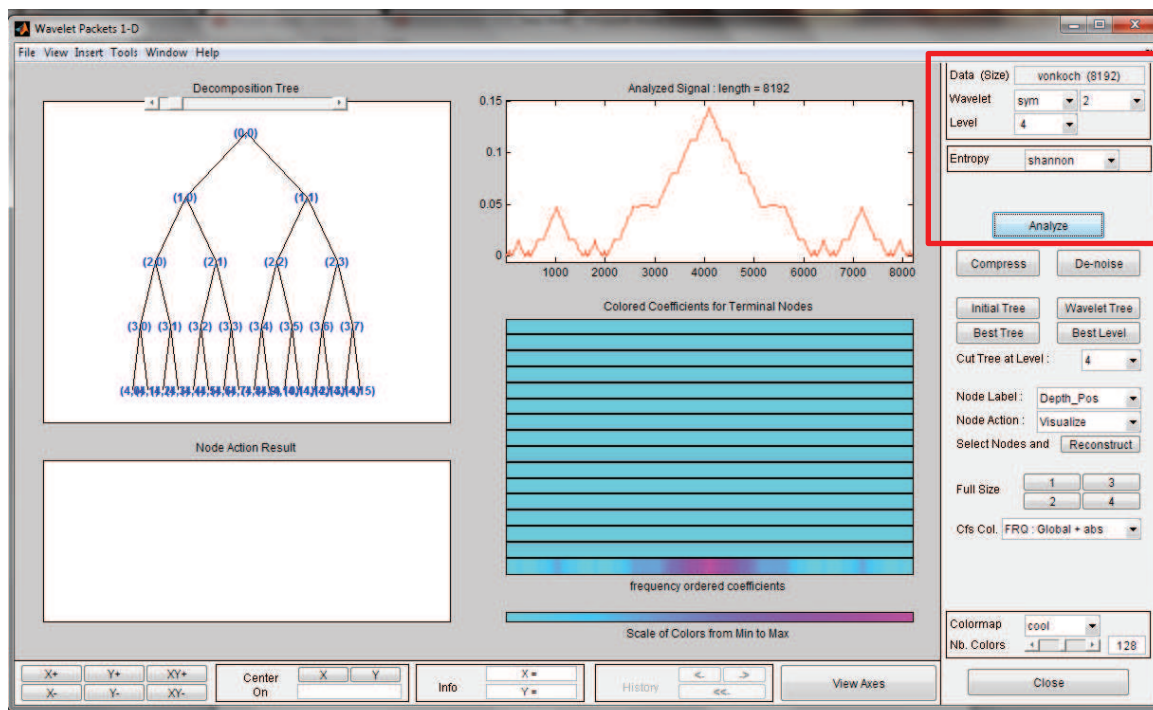 Wavelet Packets 1-D
File View Insert Tools Window Help
Decomposition Tree
(0,0)
(1,0) (1,1)
(2,0) (2,1) (2,2) (2,3)
(3,0) (3,1) (3,2) (3,3) (3,4) (3,5) (3,6) (3,7)
Node Action Result
Analyzed Signal : length = 8192
0.15
0.1
0.05
0
1000 2000 3000 4000 5000 6000 7000 8000
Colored Coefficients for Terminal Nodes
frequency ordered coefficients
Scale of Colors from Min to Max
Data (Size) vonkoch (8192)
Wavelet sym 2
Level 4
Entropy shannon
Analyze
Compress De-noise
Initial Tree Wavelet Tree
Best Tree Best Level
Cut Tree at Level : 4
Node Label : Depth_Pos
Node Action : Visualize
Select Nodes and Reconstruct
Full Size 1 3
2 4
Cfs Col. FRQ : Global + abs
Colormap cool
Nb. Colors 128
X+ Y+ XY+
X- Y- XY-
Center On X Y
Info X =
Y =
History <- ->
<<-
View Axes
Close